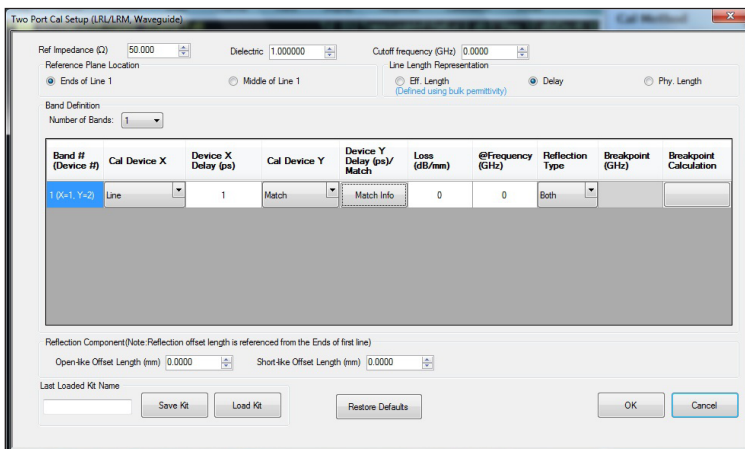 Two Port Cal Setup (LRL/LRM, Waveguide)
Cal Method
Ref Impedance (Ω) 50.000 Dielectric 1.000000 Cutoff frequency (GHz) 0.0000
Reference Plane Location Line Length Representation
Ends of Line 1 Middle of Line 1 Eff. Length Delay Phy. Length
(Defined using bulk permittivity)
Band Definition
Number of Bands: 1
Band # (Device #) Cal Device X Device X Delay (ps) Cal Device Y Device Y Delay (ps)/ Match Loss (dB/mm) @Frequency (GHz) Reflection Type Breakpoint (GHz) Breakpoint Calculation
1 (X=1, Y=2) Line 1 Match Match Info 0 0 Both
Reflection Component(Note:Reflection offset length is referenced from the Ends of first line)
Open-like Offset Length (mm) 0.0000 Short-like Offset Length (mm) 0.0000
Last Loaded Kit Name
Save Kit Load Kit Restore Defaults OK Cancel